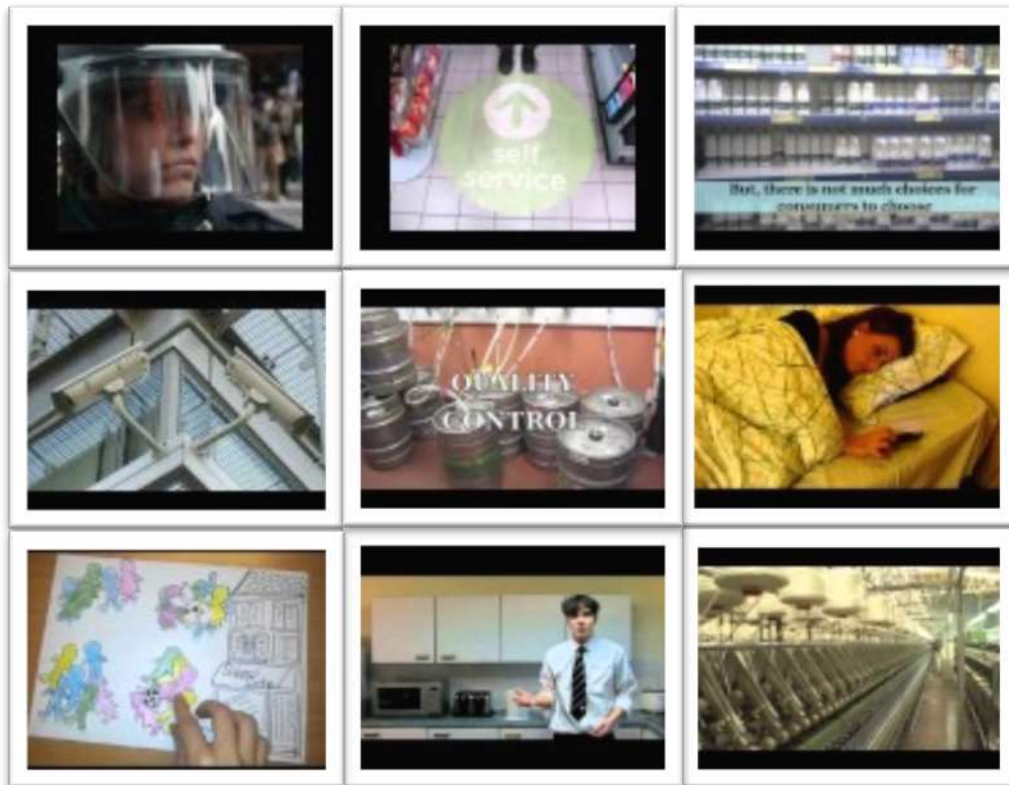 self
service
But, there is not much choices for
consumers to choose
QUALITY
CONTROL